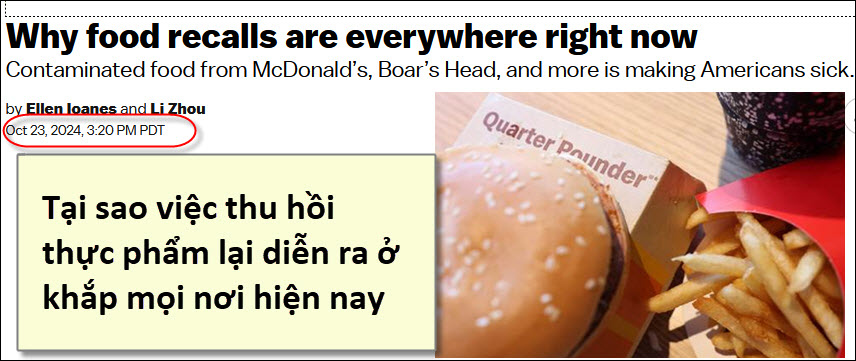 Why food recalls are everywhere right now
Contaminated food from McDonald's, Boar's Head, and more is making Americans sick.
by Ellen Ioanes and Li Zhou
Oct 23, 2024, 3:20 PM PDT
Quarter Pounder
Tại sao việc thu hồi
thực phẩm lại diễn ra ở
khắp mọi nơi hiện nay